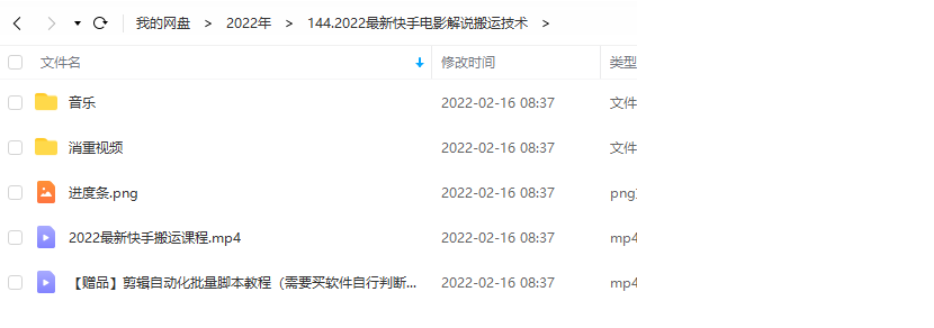 我的网盘 > 2022年 > 144.2022最新快手电影解说搬运技术 >
文件名 修改时间 类型
音乐 2022-02-16 08:37 文件
消重视频 2022-02-16 08:37 文件
进度条.png 2022-02-16 08:37 png
2022最新快手搬运课程.mp4 2022-02-16 08:37 mp4
【赠品】剪辑自动化批量脚本教程（需要买软件自行判断... 2022-02-16 08:37 mp4